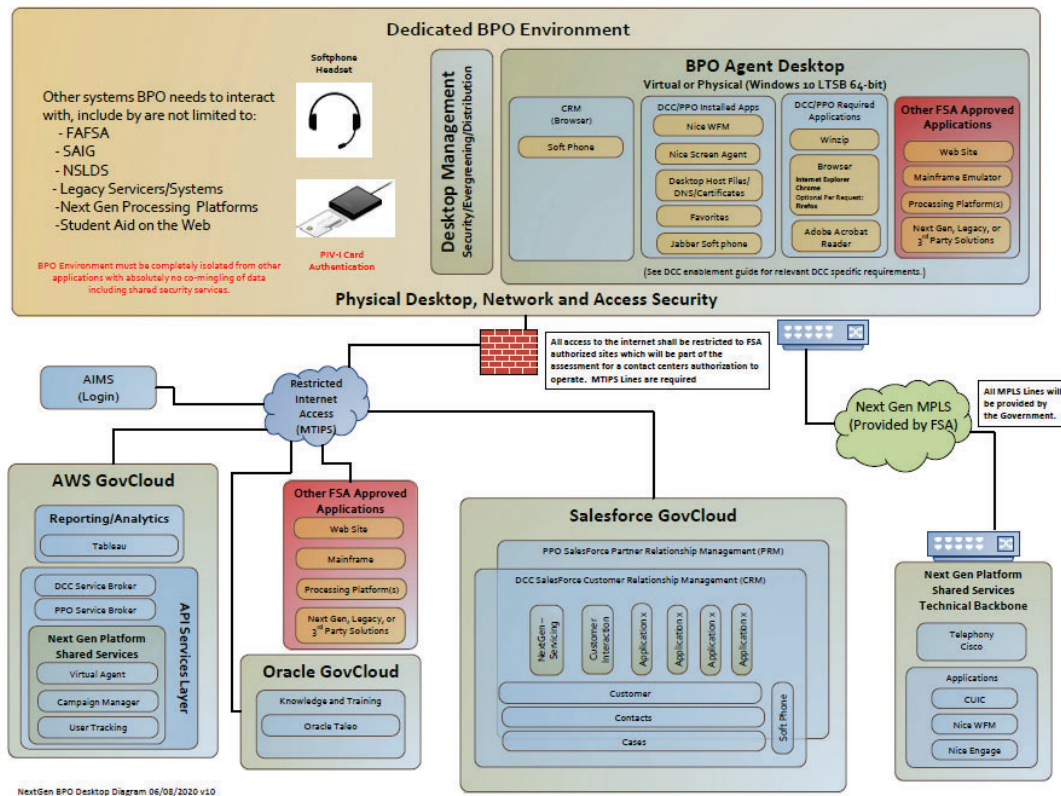 Dedicated BPO Environment
Other systems BPO needs to interact
with, include by are not limited to:
- FAFSA
- SAIG
- NSLDS
- Legacy Servicers/Systems
-Next Gen Processing Platforms
-Student Aid on the Web
BPO Environment must be completely isolated from other
applications with absolutely no co-mingling of data
including shared security services.
Softphone
Headset
PIV-I Card
Authentication
Desktop Management
Security/Evergreening/Distribution
BPO Agent Desktop
Virtual or Physical (Windows 10 LTSB 64-bit)
CRM
(Browser)
Soft Phone
DCC/PPO Installed Apps
Nice WFM
Nice Screen Agent
Desktop Host Files/
DNS/Certificates
Favorites
Jabber Soft phone
DCC/PPO Required
Applications
Winzip
Browser
Internet Explorer
Chrome
Optional Per Request:
Firefox
Adobe Acrobat
Reader
Other FSA Approved
Applications
Web Site
Mainframe Emulator
Processing Platform(s)
Next Gen, Legacy, or
3rd Party Solutions
(See DCC enablement guide for relevant DCC specific requirements.)
Physical Desktop, Network and Access Security
All access to the internet shall be restricted to FSA
authorized sites which will be part of the
assessment for a contact centers authorization to
operate. MTIPS Lines are required
AIMS
(Login)
Restricted
Internet
Access
(MTIPS)
Next Gen MPLS
(Provided by FSA)
All MPLS Lines will
be provided by
the Government.
AWS GovCloud
Reporting/Analytics
Tableau
DCC Service Broker
PPO Service Broker
Next Gen Platform
Shared Services
Virtual Agent
Campaign Manager
User Tracking
API Services Layer
Other FSA Approved
Applications
Web Site
Mainframe
Processing Platform(s)
Next Gen, Legacy, or
3rd Party Solutions
Oracle GovCloud
Knowledge and Training
Oracle Taleo
Salesforce GovCloud
PPO SalesForce Partner Relationship Management (PRM)
DCC SalesForce Customer Relationship Management (CRM)
NextGen –
Servicing
Customer
Interaction
Application x
Application x
Application x
Application x
Customer
Contacts
Cases
Soft Phone
Next Gen Platform
Shared Services
Technical Backbone
Telephony
Cisco
Applications
CUIC
Nice WFM
Nice Engage
NextGen BPO Desktop Diagram 06/08/2020 v10